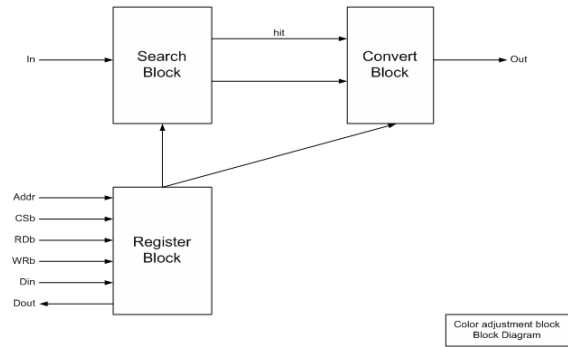 hit
In
Search
Block
Convert
Block
Out
Addr
CSb
RDb
WRb
Din
Dout
Register
Block
Color adjustment block
Block Diagram